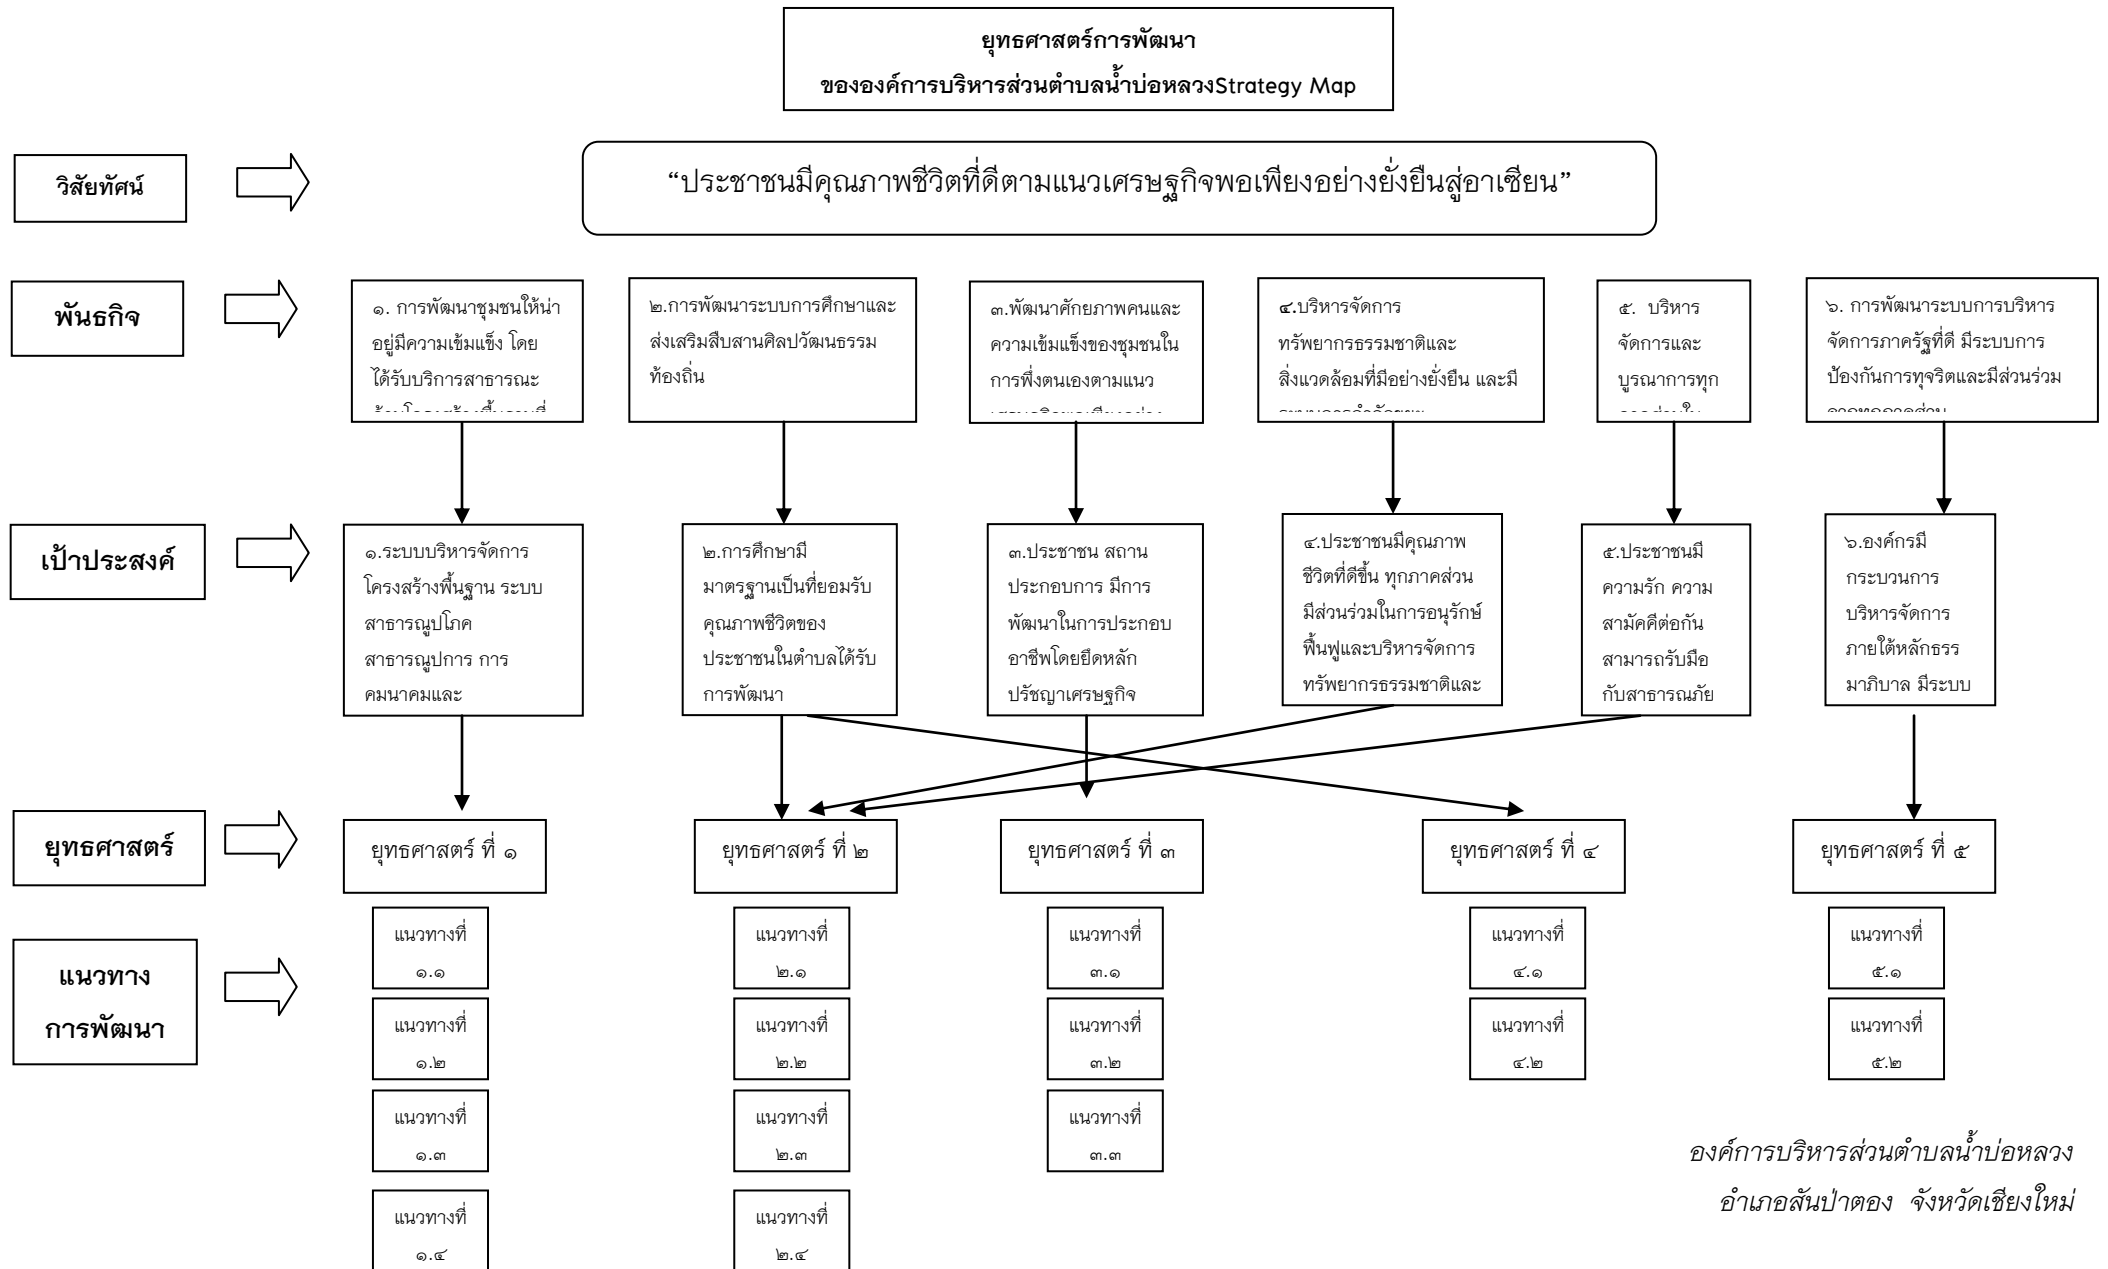 ยุทธศาสตร์การพัฒนา
ขององค์การบริหารส่วนตำบลน้ำบ่อหลวงStrategy Map
วิสัยทัศน์
“ประชาชนมีคุณภาพชีวิตที่ดีตามแนวเศรษฐกิจพอเพียงอย่างยั่งยืนสู่อาเซียน”
พันธกิจ
๑. การพัฒนาชุมชนให้น่า
อยู่มีความเข้มแข็ง โดย
ได้รับบริการสาธารณะ
๒.การพัฒนาระบบการศึกษาและ
ส่งเสริมสืบสานศิลปวัฒนธรรม
ท้องถิ่น
๓.พัฒนาศักยภาพคนและ
ความเข้มแข็งของชุมชนใน
การพึ่งตนเองตามแนว
๔.บริหารจัดการ
ทรัพยากรธรรมชาติและ
สิ่งแวดล้อมที่มีอย่างยั่งยืน และมี
๕. บริหาร
จัดการและ
บูรณาการทุก
๖. การพัฒนาระบบการบริหาร
จัดการภาครัฐที่ดี มีระบบการ
ป้องกันการทุจริตและมีส่วนร่วม
เป้าประสงค์
๑.ระบบบริหารจัดการ
โครงสร้างพื้นฐาน ระบบ
สาธารณูปโภค
สาธารณูปการ การ
คมนาคมและ
๒.การศึกษามี
มาตรฐานเป็นที่ยอมรับ
คุณภาพชีวิตของ
ประชาชนในตำบลได้รับ
การพัฒนา
๓.ประชาชน สถาน
ประกอบการ มีการ
พัฒนาในการประกอบ
อาชีพโดยยึดหลัก
ปรัชญาเศรษฐกิจ
๔.ประชาชนมีคุณภาพ
ชีวิตที่ดีขึ้น ทุกภาคส่วน
มีส่วนร่วมในการอนุรักษ์
ฟื้นฟูและบริหารจัดการ
ทรัพยากรธรรมชาติและ
๕.ประชาชนมี
ความรัก ความ
สามัคคีต่อกัน
สามารถรับมือ
กับสาธารณภัย
๖.องค์กรมี
กระบวนการ
บริหารจัดการ
ภายใต้หลักธรร
มาภิบาล มีระบบ
ยุทธศาสตร์
ยุทธศาสตร์ ที่ ๑
ยุทธศาสตร์ ที่ ๒
ยุทธศาสตร์ ที่ ๓
ยุทธศาสตร์ ที่ ๔
ยุทธศาสตร์ ที่ ๕
แนวทาง
การพัฒนา
แนวทางที่
๑.๑
แนวทางที่
๒.๑
แนวทางที่
๓.๑
แนวทางที่
๔.๑
แนวทางที่
๕.๑
แนวทางที่
๑.๒
แนวทางที่
๒.๒
แนวทางที่
๓.๒
แนวทางที่
๔.๒
แนวทางที่
๕.๒
แนวทางที่
๑.๓
แนวทางที่
๒.๓
แนวทางที่
๓.๓
แนวทางที่
๑.๔
แนวทางที่
๒.๔
องค์การบริหารส่วนตำบลน้ำบ่อหลวง
อำเภอสันป่าตอง จังหวัดเชียงใหม่